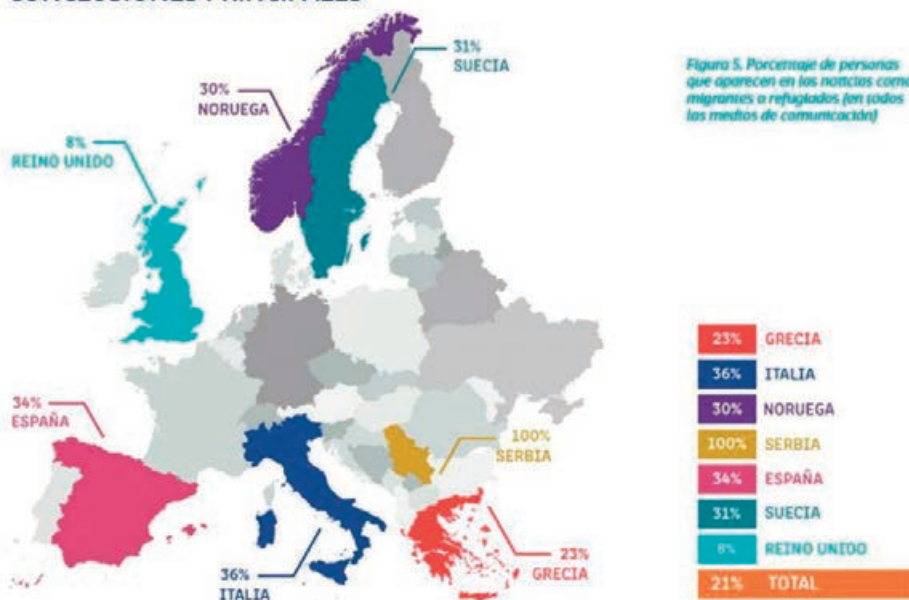 31%
SUECIA
30%
NORUEGA
8%
REINO UNIDO
Figura 5. Porcentaje de personas
que aparecen en las noticias como
migrantes o refugiados (en todos
los medios de comunicación)
34%
ESPAÑA
100%
SERBIA
36%
ITALIA
23%
GRECIA
23% GRECIA
36% ITALIA
30% NORUEGA
100% SERBIA
34% ESPAÑA
31% SUECIA
8% REINO UNIDO
21% TOTAL